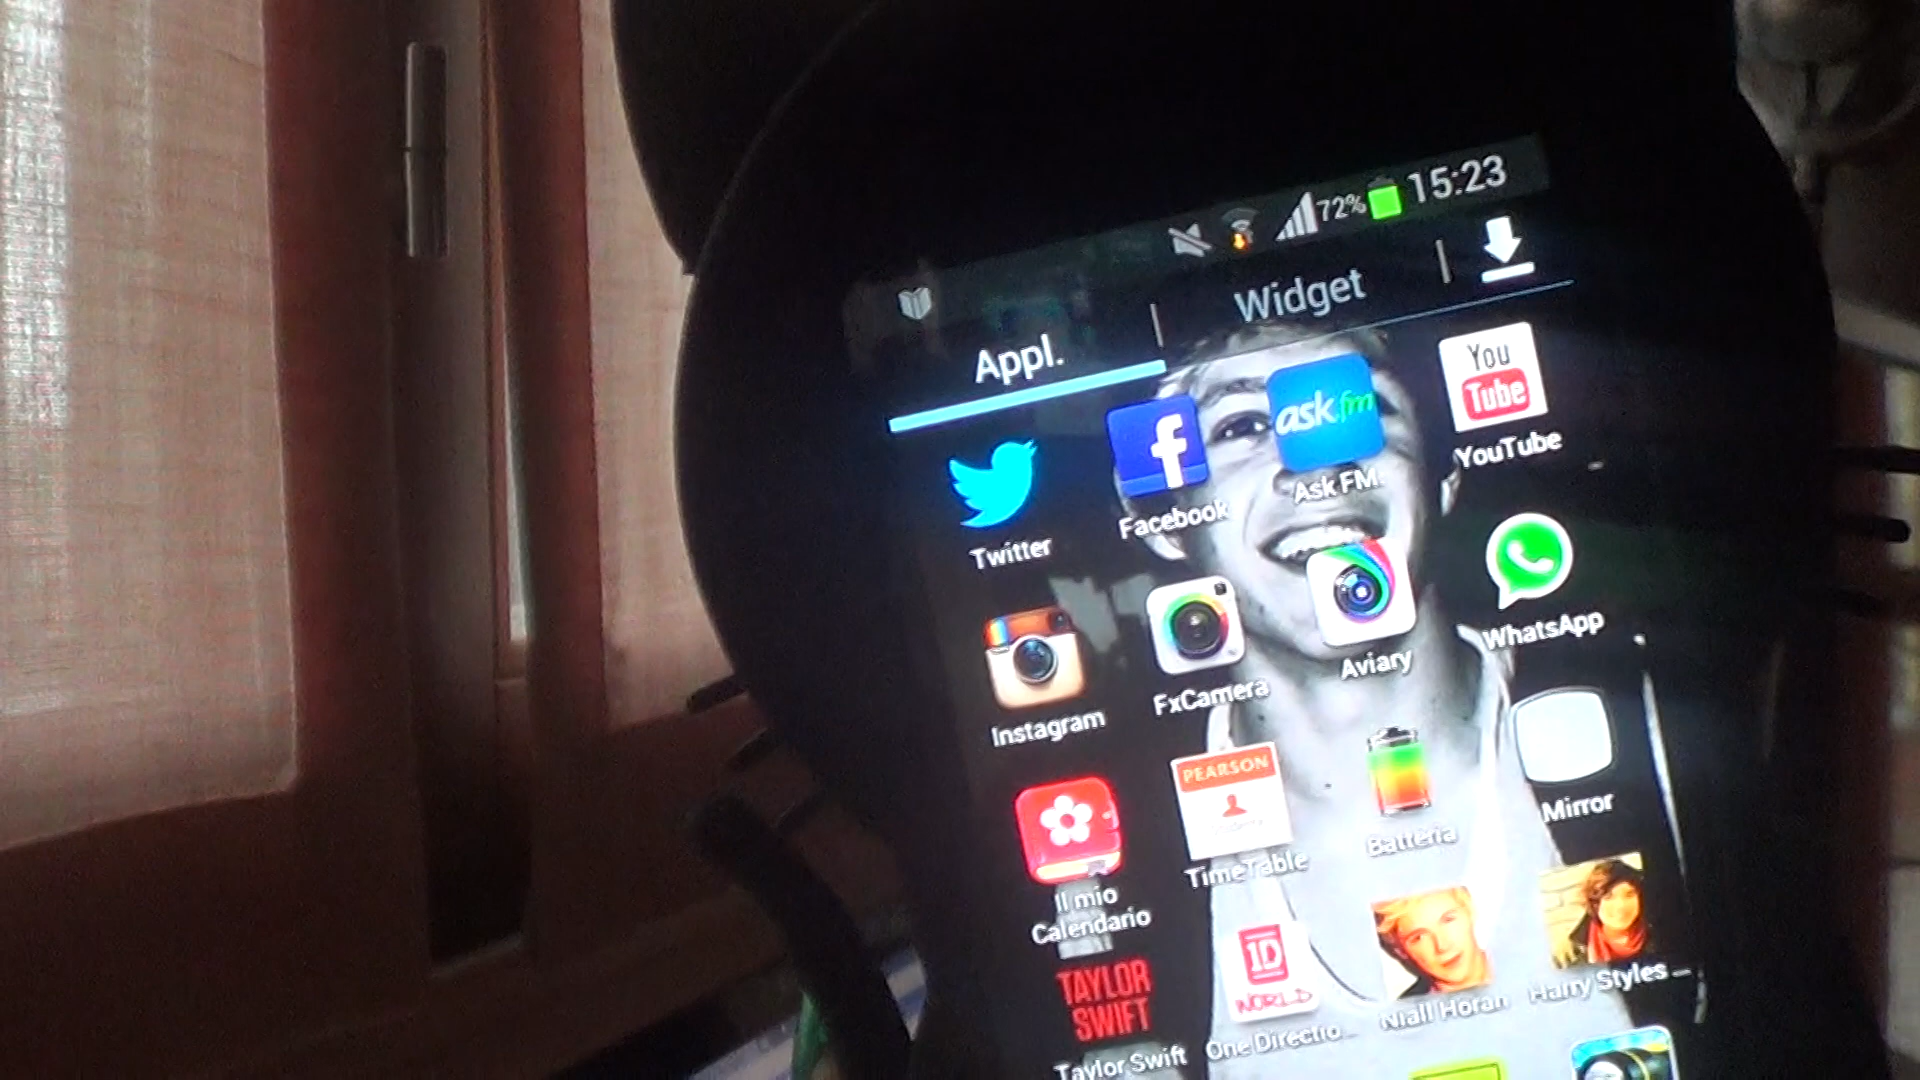 72% 15:23
Appl. Widget
You
Tube
ask.fm
Twitter Facebook Ask FM. YouTube
Instagram FxCamera Aviary WhatsApp
PEARSON
Il mio
Calendario TimeTable Batteria Mirror
TAYLOR
SWIFT
1D
WORLD
Taylor Swift One Directio... Niall Horan Harry Styles ...